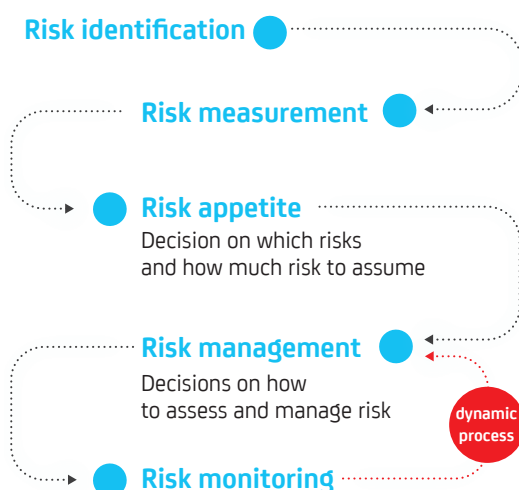 Risk identification
Risk measurement
Risk appetite
Decision on which risks
and how much risk to assume
Risk management
Decisions on how
to assess and manage risk
dynamic
process
Risk monitoring